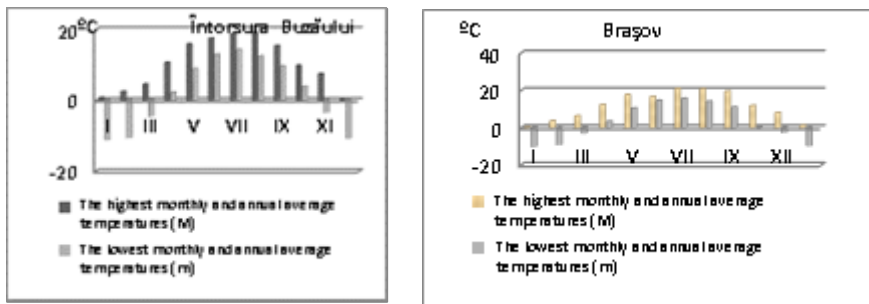 ºC Întorsura Buzăului
20
0
I III V VII IX XI
-20
The highest monthly and annual average
temperatures (M)
The lowest monthly and annual average
temperatures (m)
ºC Braşov
40
20
0
I III V VII IX XII
-20
The highest monthly and annual average
temperatures (M)
The lowest monthly and annual average
temperatures (m)